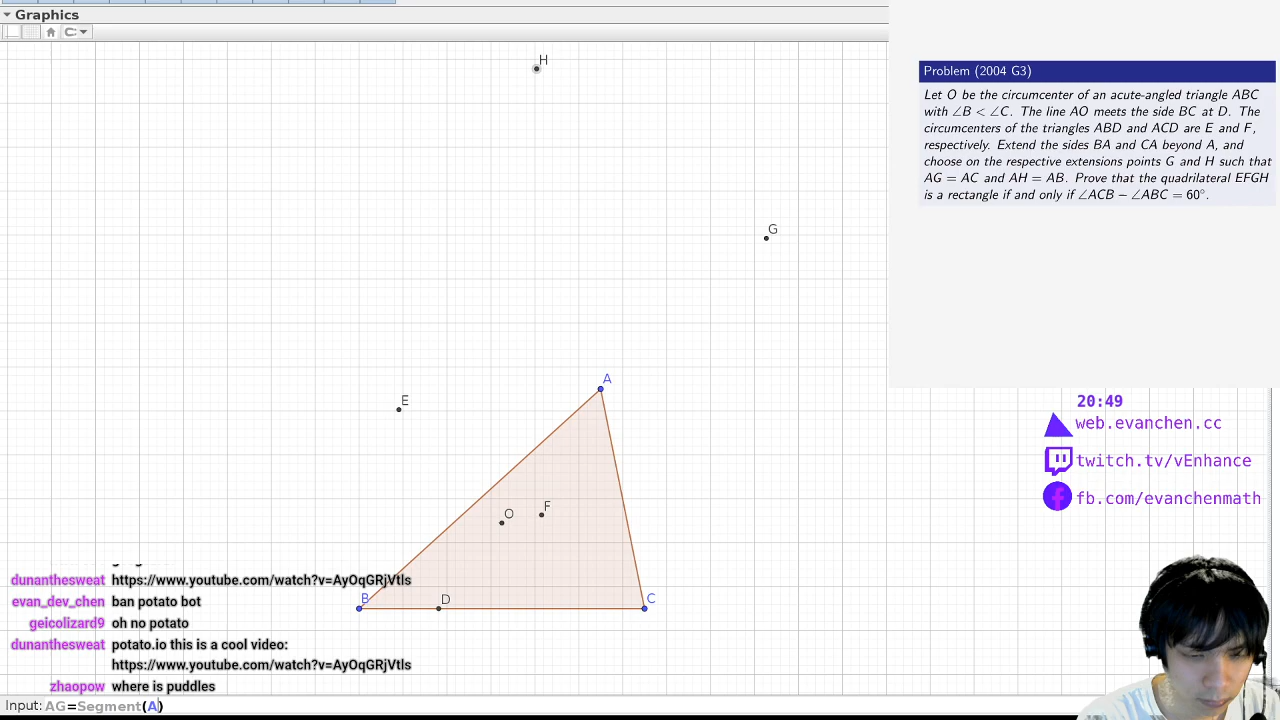 Graphics
H
G
A
E
F
O
B
D
C
Problem (2004 G3)
Let O be the circumcenter of an acute-angled triangle ABC
with ∠B < ∠C. The line AO meets the side BC at D. The
circumcenters of the triangles ABD and ACD are E and F,
respectively. Extend the sides BA and CA beyond A, and
choose on the respective extensions points G and H such that
AG = AC and AH = AB. Prove that the quadrilateral EFGH
is a rectangle if and only if ∠ACB − ∠ABC = 60°.
20:49
web.evanchen.cc
twitch.tv/vEnhance
fb.com/evanchenmath
dunanthesweat https://www.youtube.com/watch?v=AyOqGRjVtls
evan_dev_chen ban potato bot
geicolizard9 oh no potato
dunanthesweat potato.io this is a cool video:
https://www.youtube.com/watch?v=AyOqGRjVtls
zhaopow where is puddles
Input: AG=Segment(A)